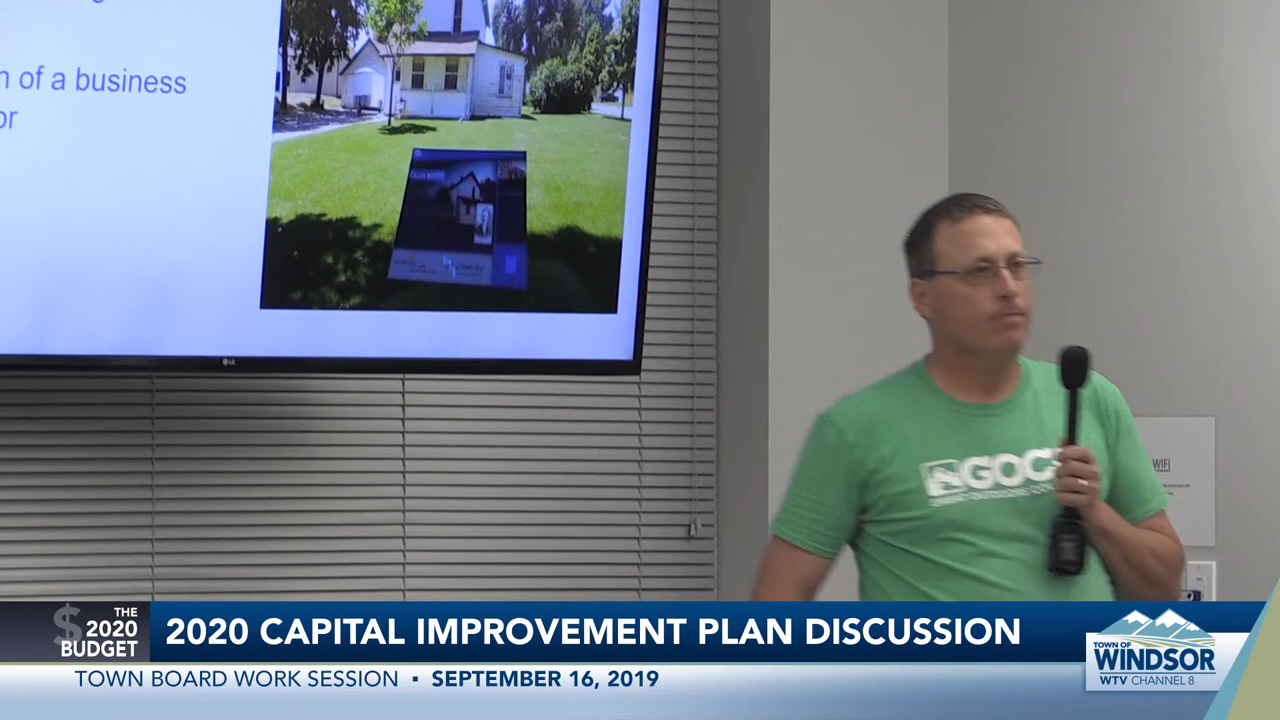 n of a business
or
LG
GOC
WIFI
THE
2020
BUDGET
2020 CAPITAL IMPROVEMENT PLAN DISCUSSION
TOWN BOARD WORK SESSION ▪ SEPTEMBER 16, 2019
TOWN OF
WINDSOR
WTV CHANNEL 8